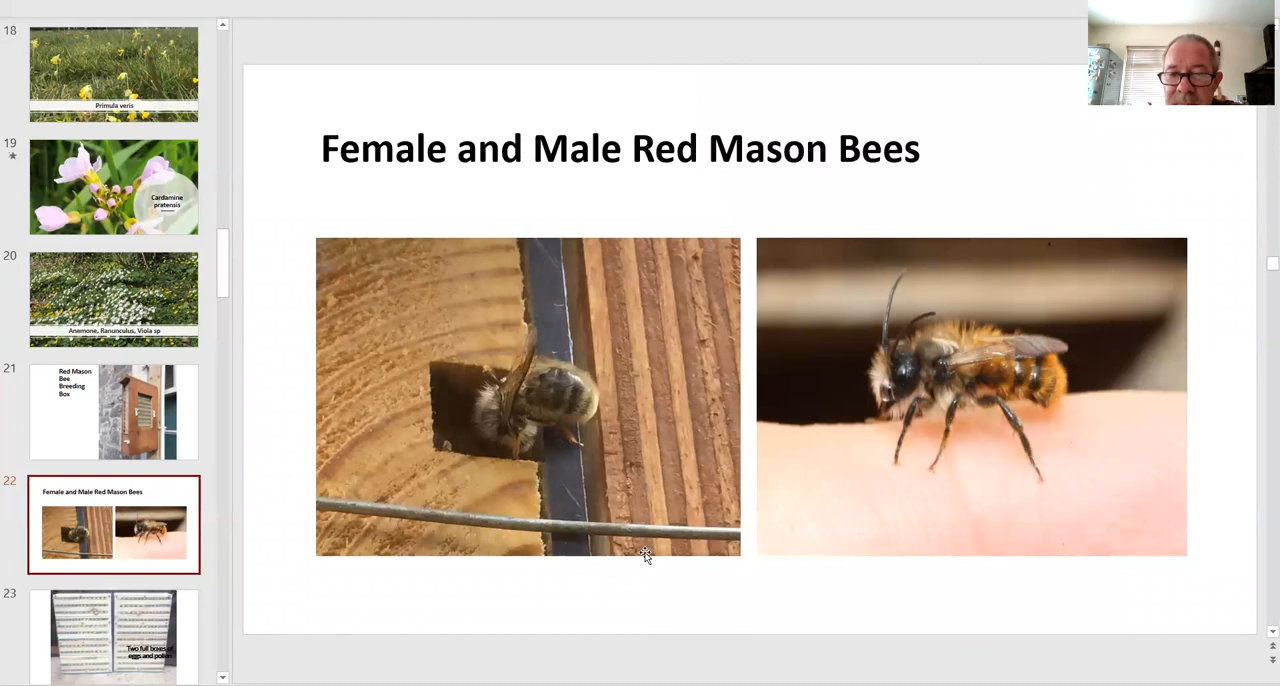 18
Primula veris
19
Cardamine
pratensis
20
Anemone, Ranunculus, Viola sp
21
Red Mason
Bee
Breeding
Box
22
Female and Male Red Mason Bees
23
Two full boxes of
eggs and pollen
Female and Male Red Mason Bees